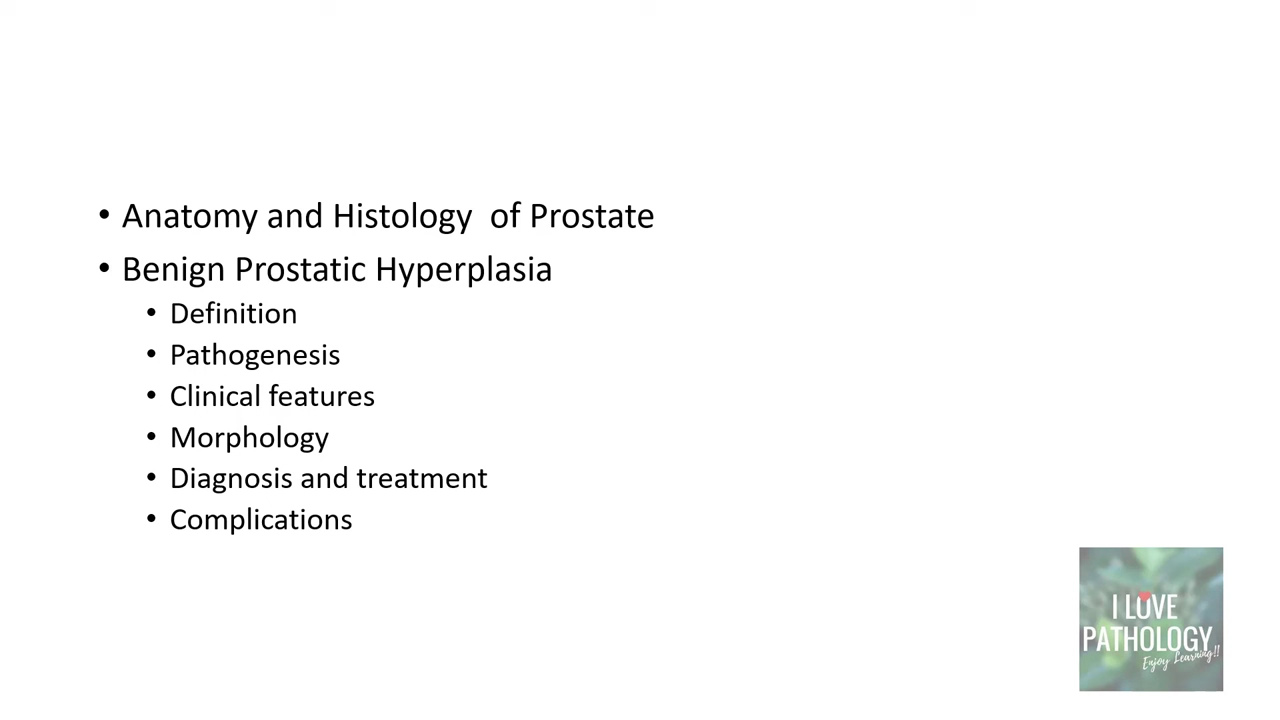 • Anatomy and Histology  of Prostate
• Benign Prostatic Hyperplasia
• Definition
• Pathogenesis
• Clinical features
• Morphology
• Diagnosis and treatment
• Complications
I LOVE
PATHOLOGY
Enjoy Learning!!